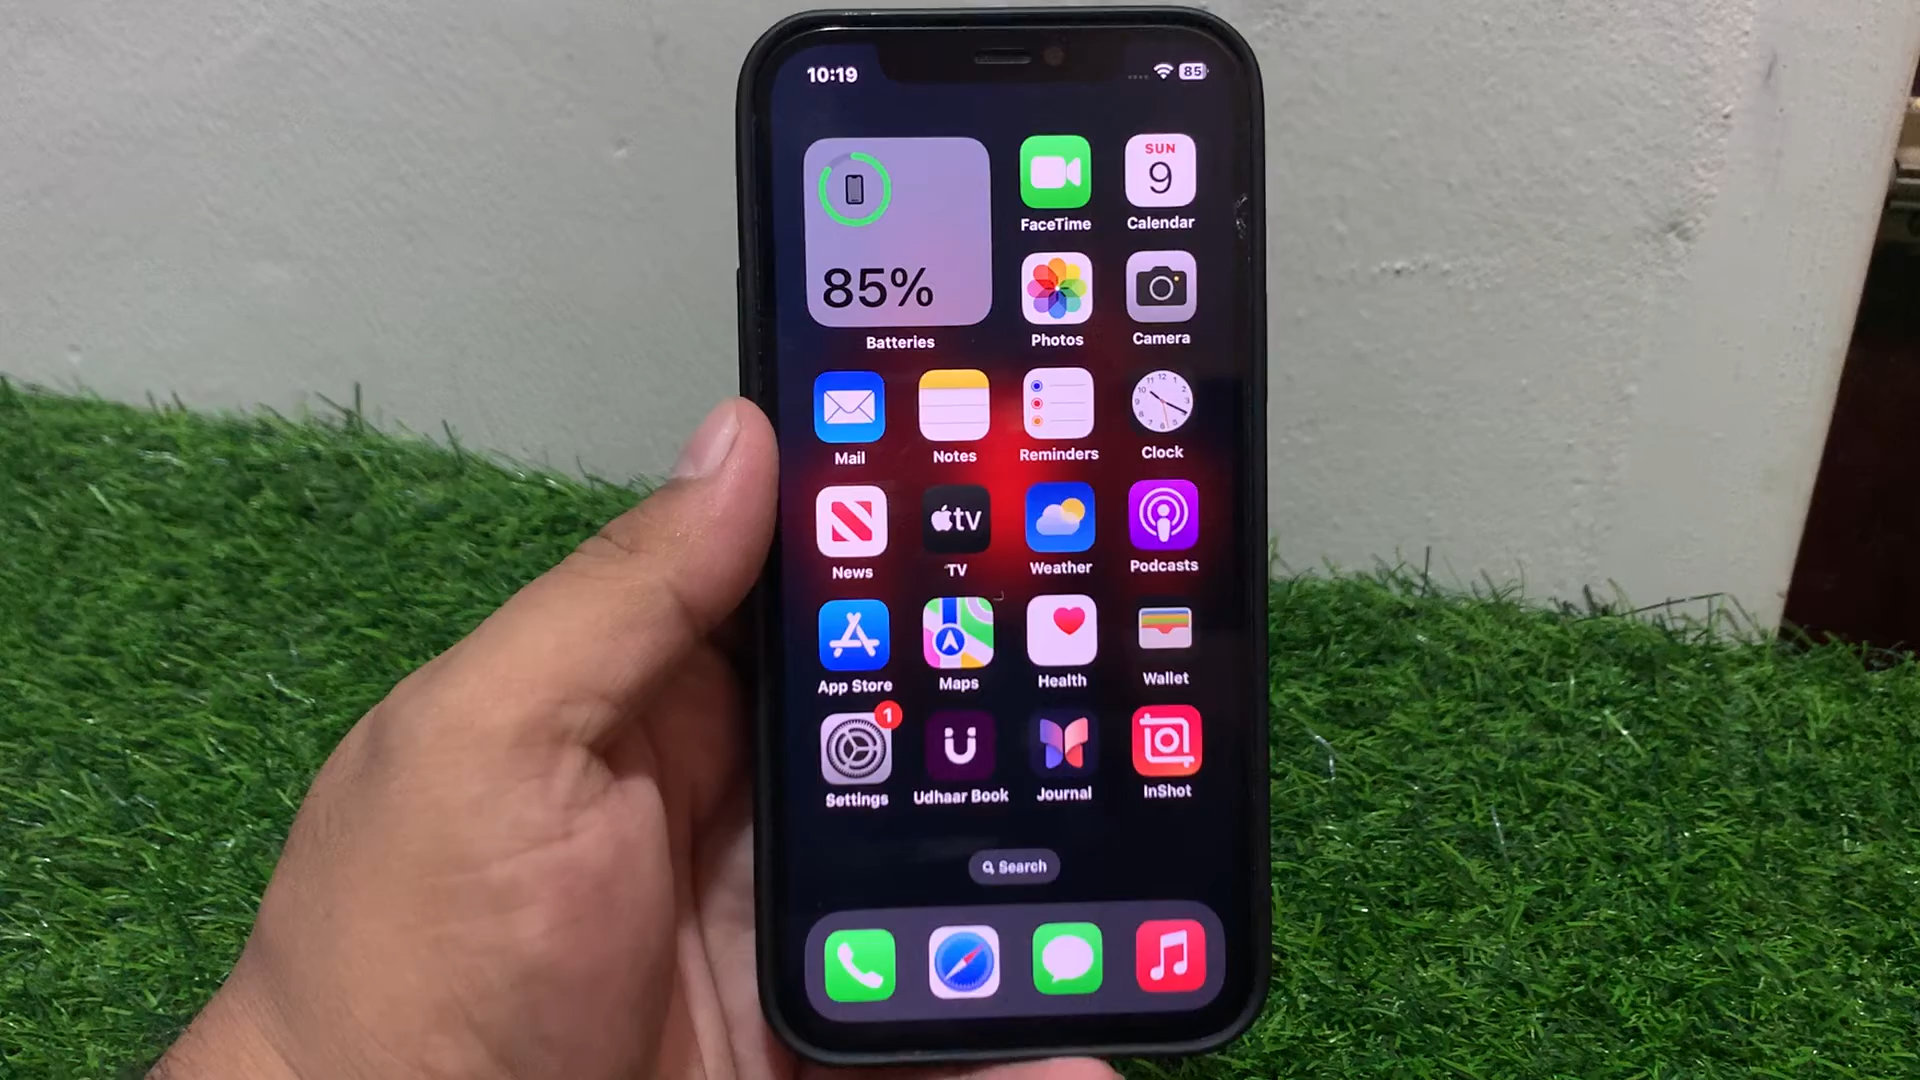 10:19
85
SUN
9
85%
FaceTime
Calendar
Batteries
Photos
Camera
Mail
Notes
Reminders
Clock
tv
News
TV
Weather
Podcasts
App Store
Maps
Health
Wallet
1
Settings
Udhaar Book
Journal
InShot
Search